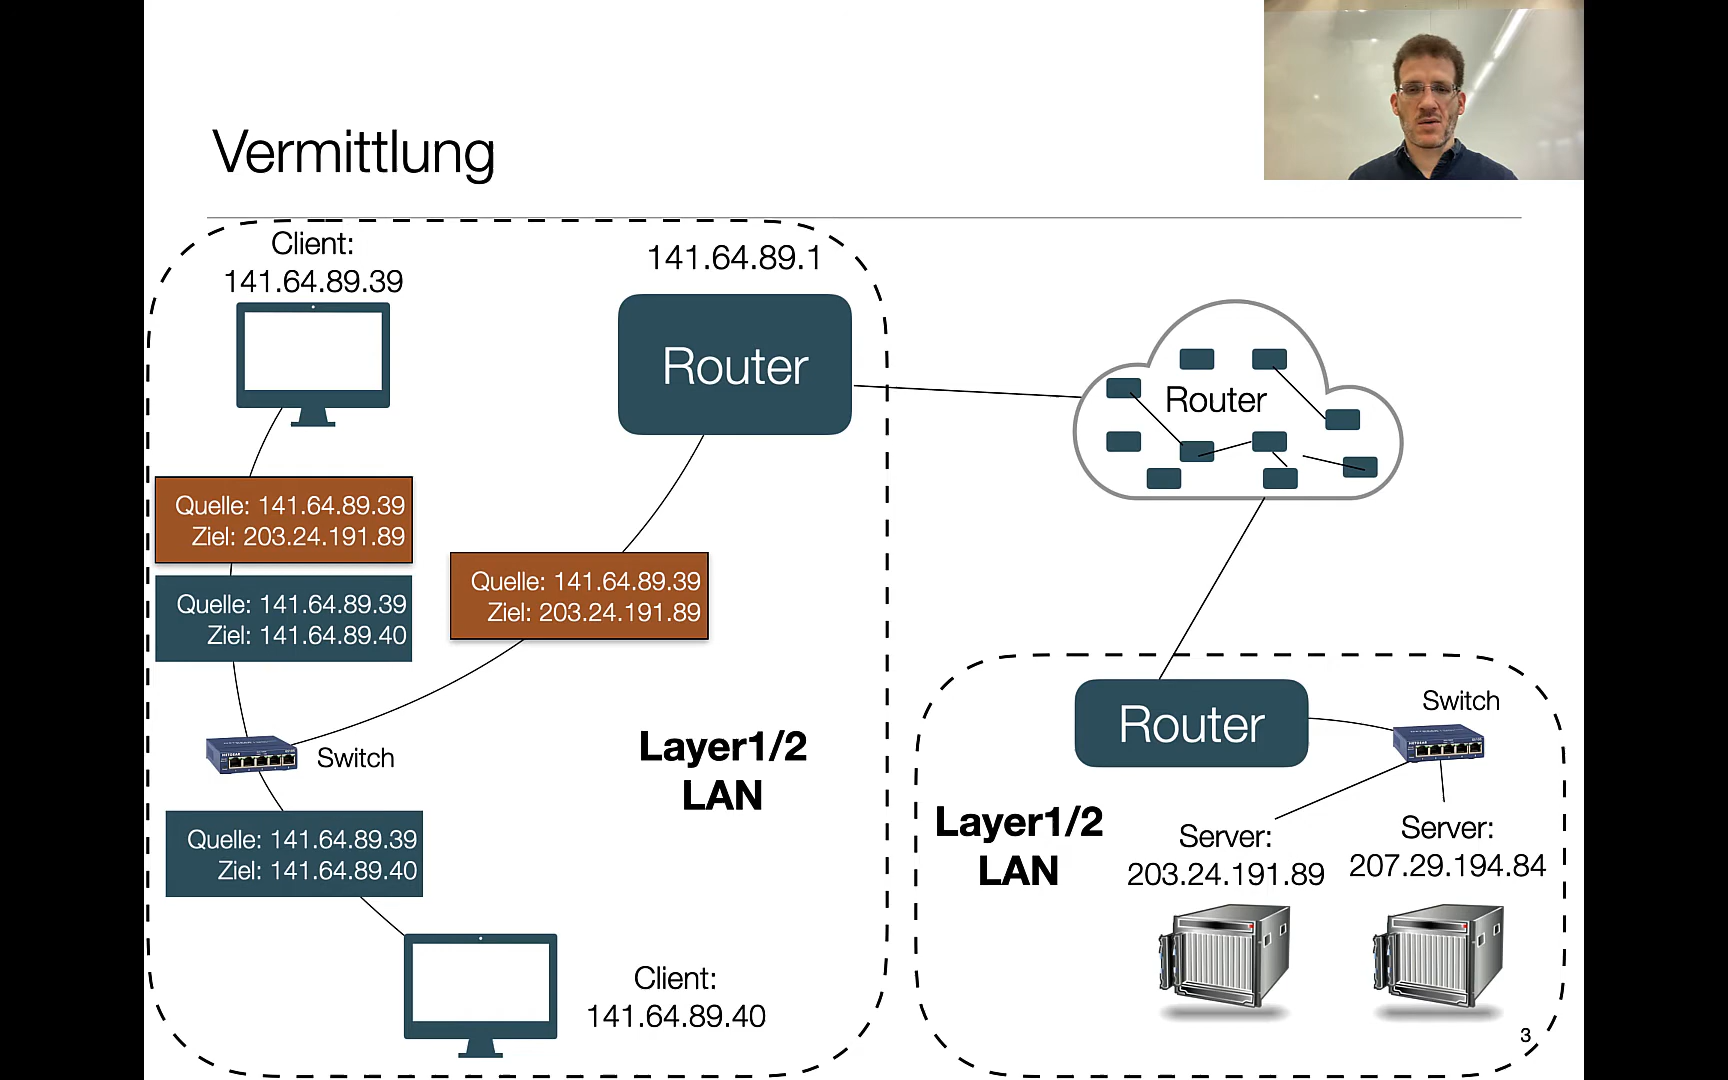 Vermittlung
Client:
141.64.89.39
141.64.89.1
Router
Router
Quelle: 141.64.89.39
Ziel: 203.24.191.89
Quelle: 141.64.89.39
Ziel: 203.24.191.89
Quelle: 141.64.89.39
Ziel: 141.64.89.40
Switch
Layer1/2
LAN
Quelle: 141.64.89.39
Ziel: 141.64.89.40
Client:
141.64.89.40
Router
Switch
Layer1/2
LAN
Server:
203.24.191.89
Server:
207.29.194.84
NETGEAR
NETGEAR
3